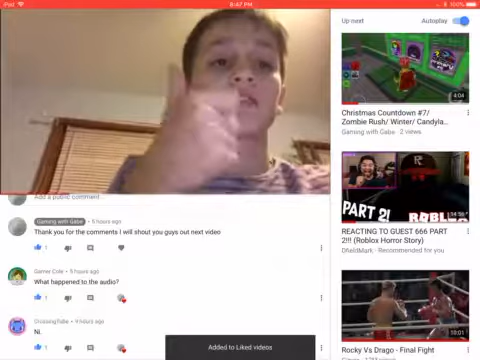 iPad
8:47 PM
100%
Up next
Autoplay
4:04
Christmas Countdown #7/
Zombie Rush/ Winter/ Candyla...
Gaming with Gabe 2 views
PART 2!
ROBLOX
REACTING TO GUEST 666 PART
2!!! (Roblox Horror Story)
Recommended for you
10:01
Rocky Vs Drago - Final Fight
Add a public comment...
Gaming with Gabe • 5 hours ago
Thank you for the comments I will shout you guys out next video
1
Gamer Cole • 5 hours ago
What happened to the audio?
1
9 hours ago
Ni.
1
Added to Liked videos